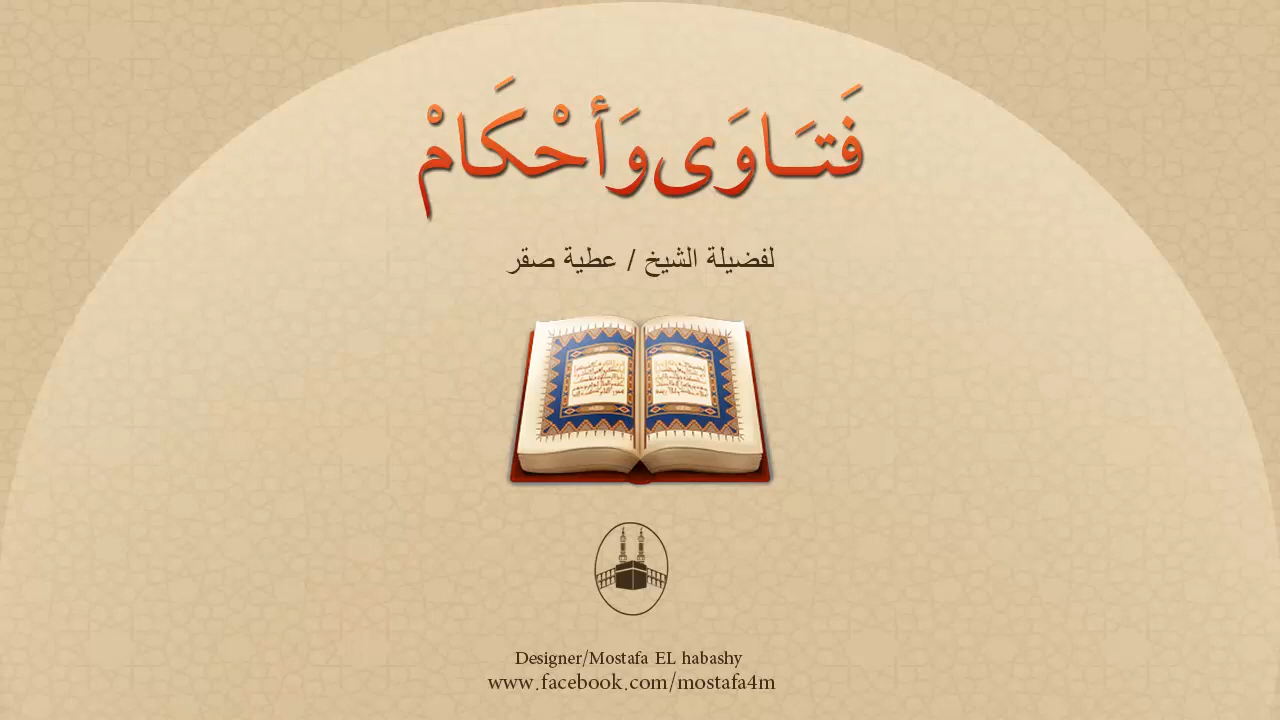 فَتَاوَى وَأَحْكَامْ
لفضيلة الشيخ / عطية صقر
Designer/Mostafa EL habashy
www.facebook.com/mostafa4m